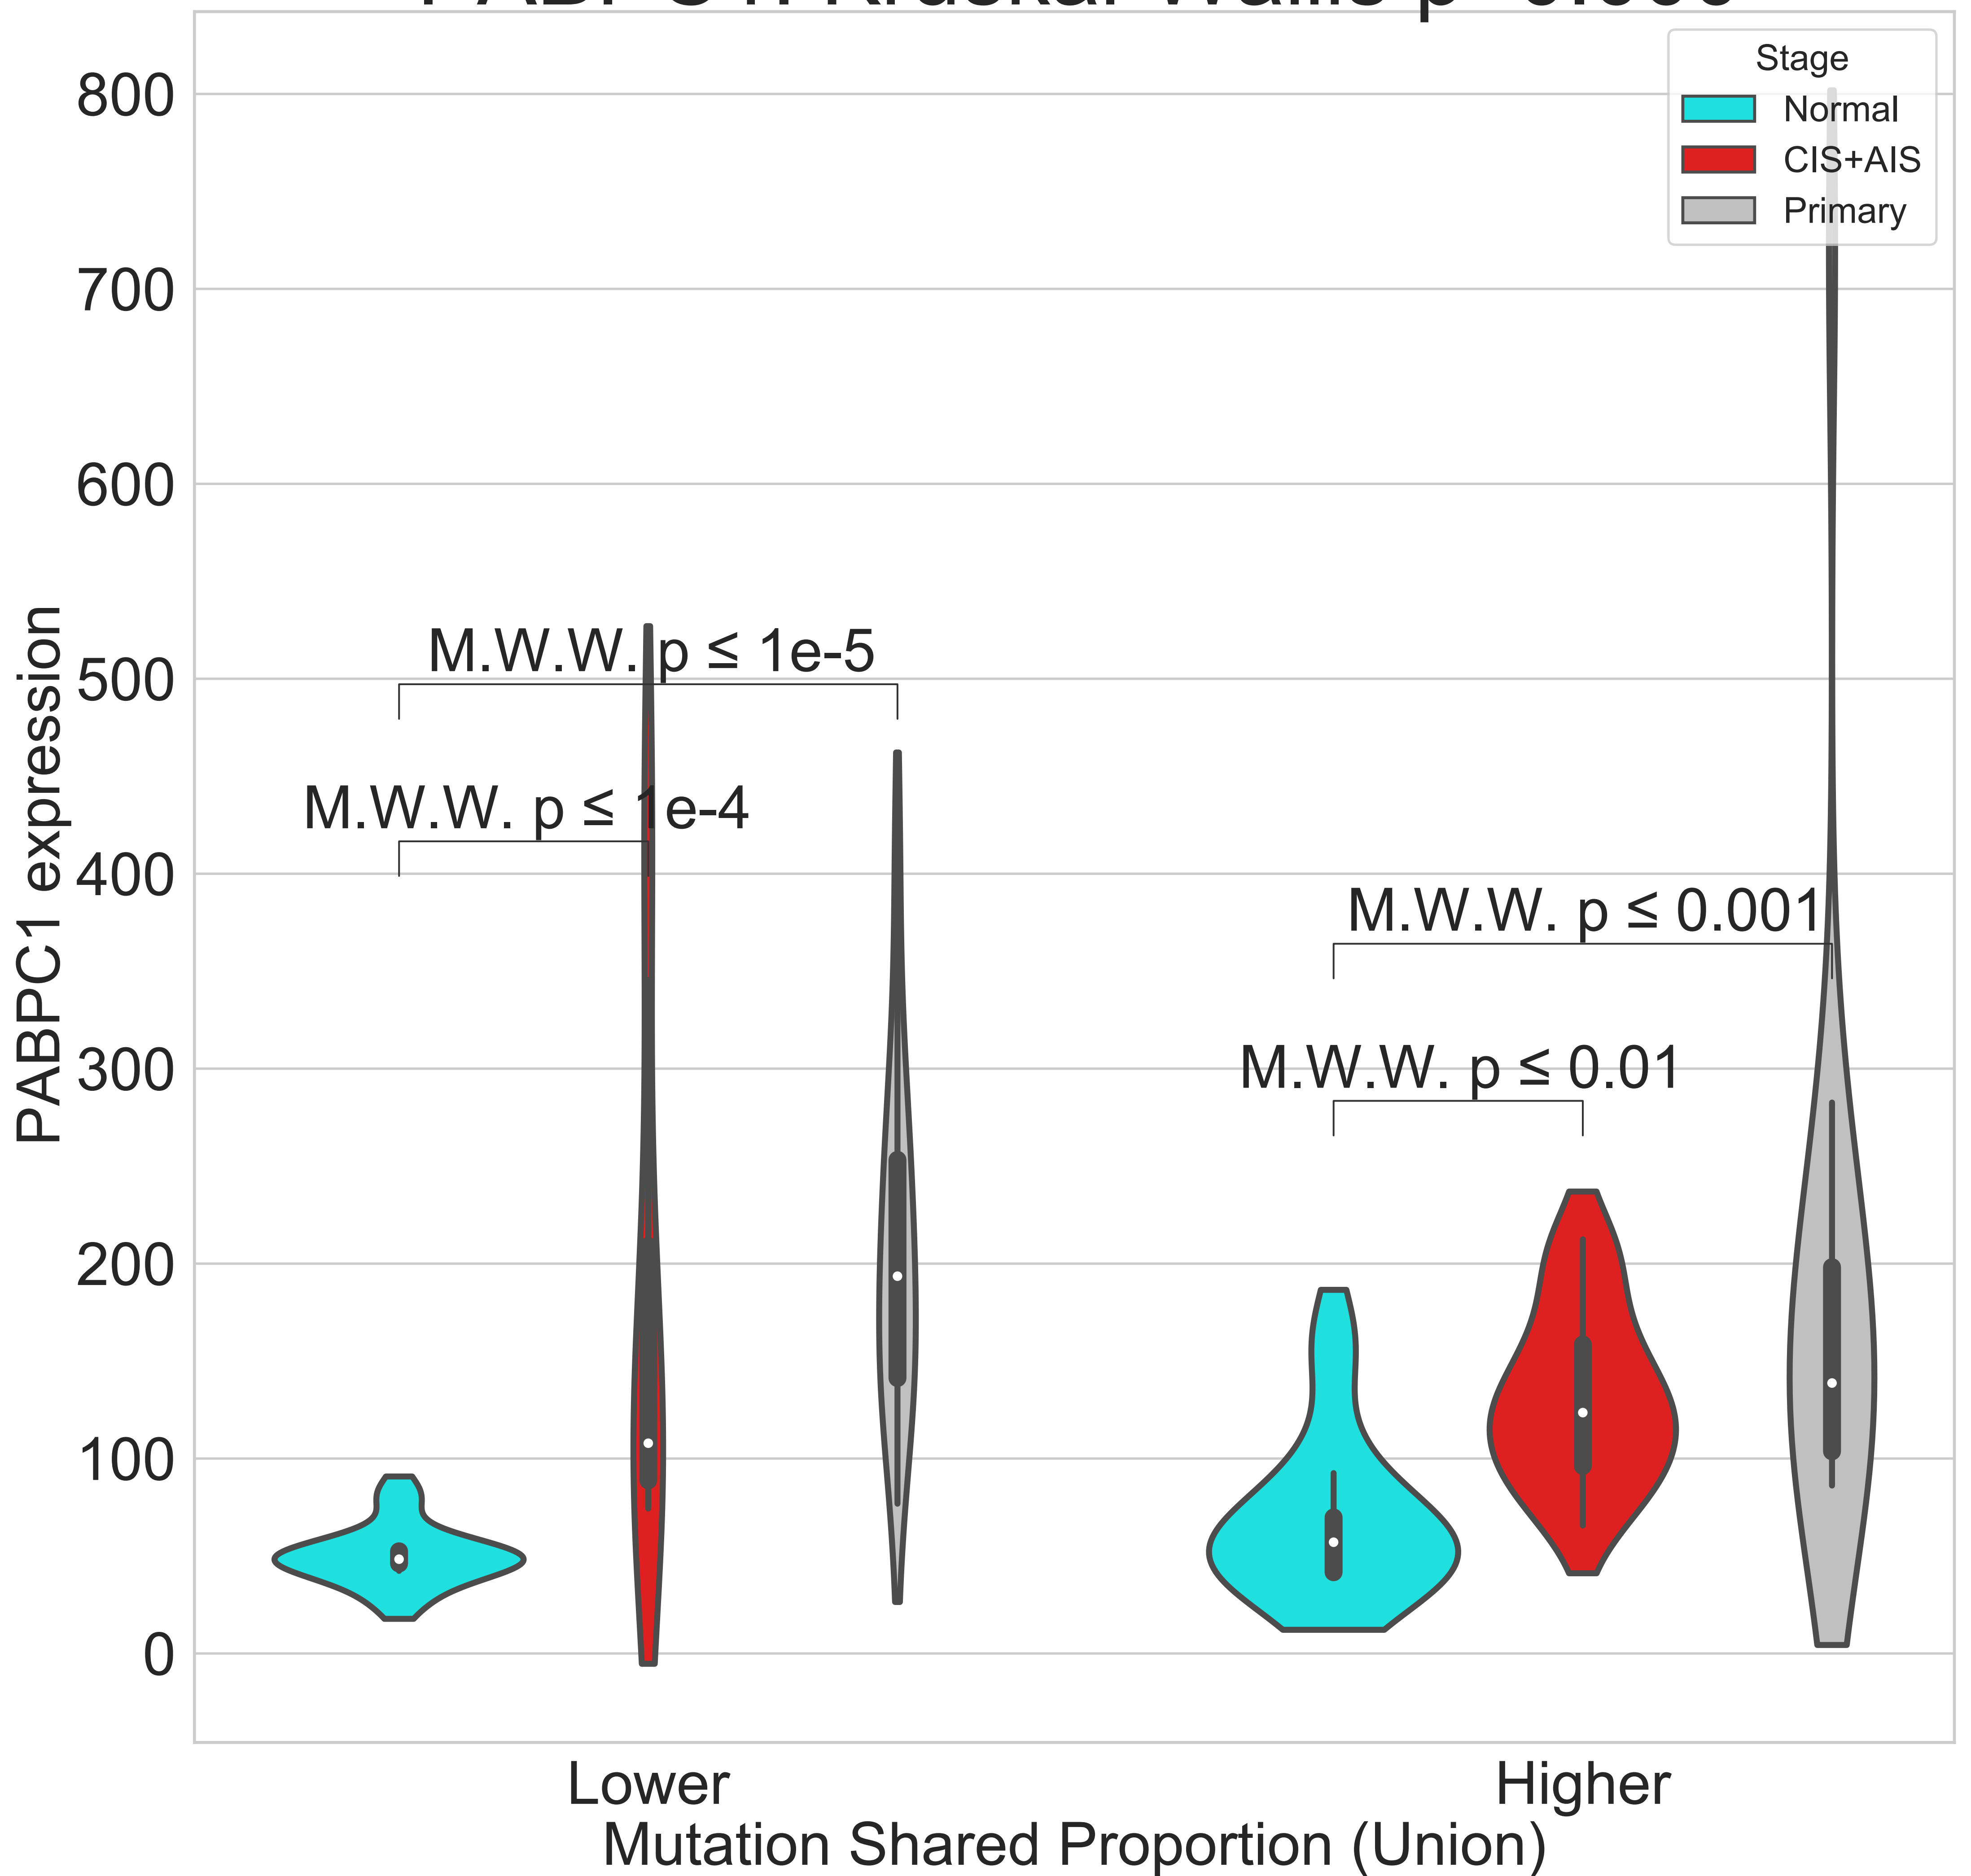 Stage
Normal
CIS+AIS
Primary
800
700
600
500
400
300
200
100
0
PABPC1 expression
M.W.W. p ≤ 1e-5
M.W.W. p ≤ 1e-4
M.W.W. p ≤ 0.001
M.W.W. p ≤ 0.01
Lower
Higher
Mutation Shared Proportion (Union)